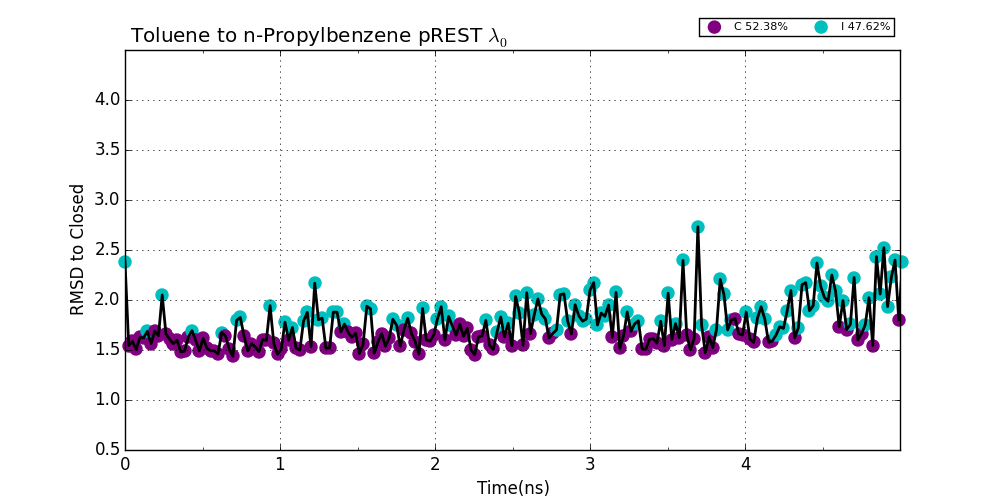 Toluene to n-Propylbenzene pREST λ₀
C 52.38% I 47.62%
4.0
3.5
3.0
2.5
2.0
1.5
1.0
0.5
RMSD to Closed
0 1 2 3 4
Time(ns)